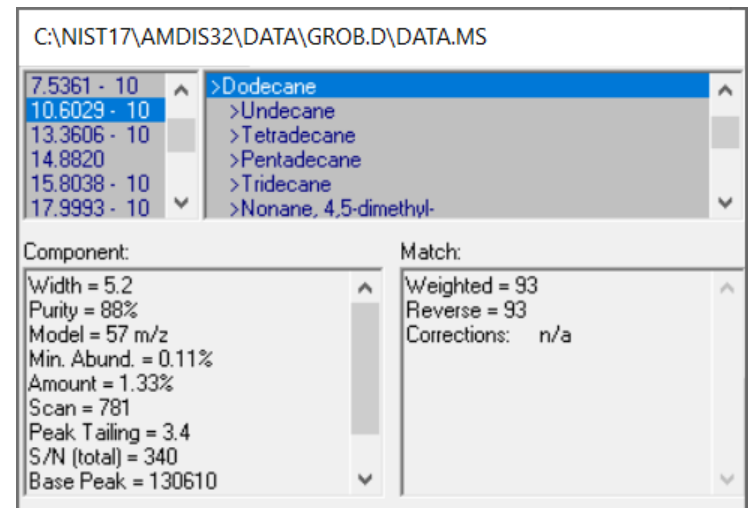 C:\NIST17\AMDIS32\DATA\GROB.D\DATA.MS
7.5361 - 10
10.6029 - 10
13.3606 - 10
14.8820
15.8038 - 10
17.9993 - 10
>Dodecane
>Undecane
>Tetradecane
>Pentadecane
>Tridecane
>Nonane, 4,5-dimethyl-
Component:
Width = 5.2
Purity = 88%
Model = 57 m/z
Min. Abund. = 0.11%
Amount = 1.33%
Scan = 781
Peak Tailing = 3.4
S/N (total) = 340
Base Peak = 130610
Match:
Weighted = 93
Reverse = 93
Corrections: n/a